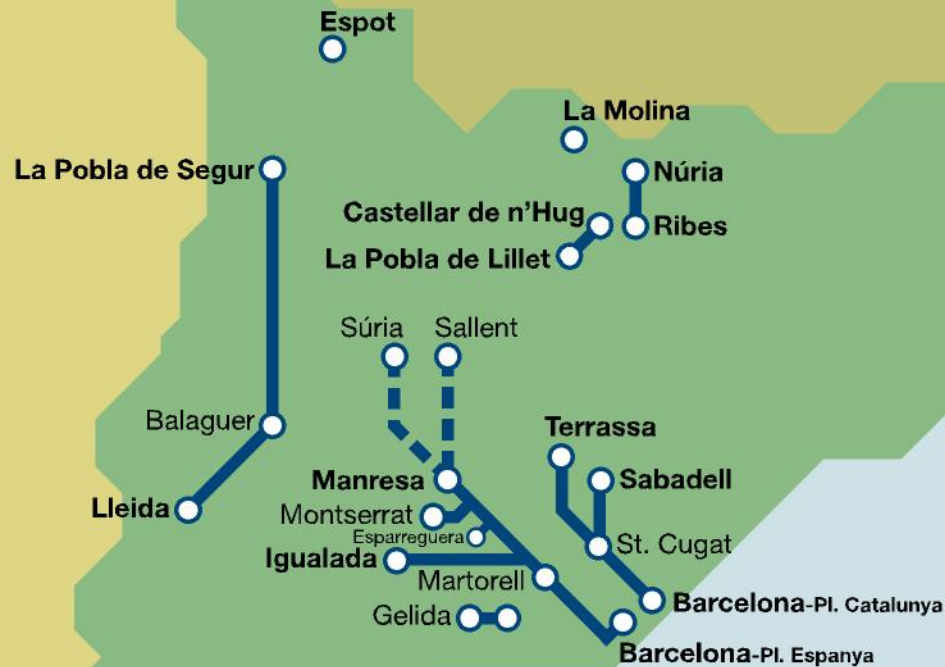 Espot
La Molina
La Pobla de Segur
Núria
Castellar de n'Hug
Ribes
La Pobla de Lillet
Súria
Sallent
Balaguer
Terrassa
Manresa
Sabadell
Lleida
Montserrat
Esparreguera
St. Cugat
Igualada
Martorell
Barcelona-Pl. Catalunya
Gelida
Barcelona-Pl. Espanya